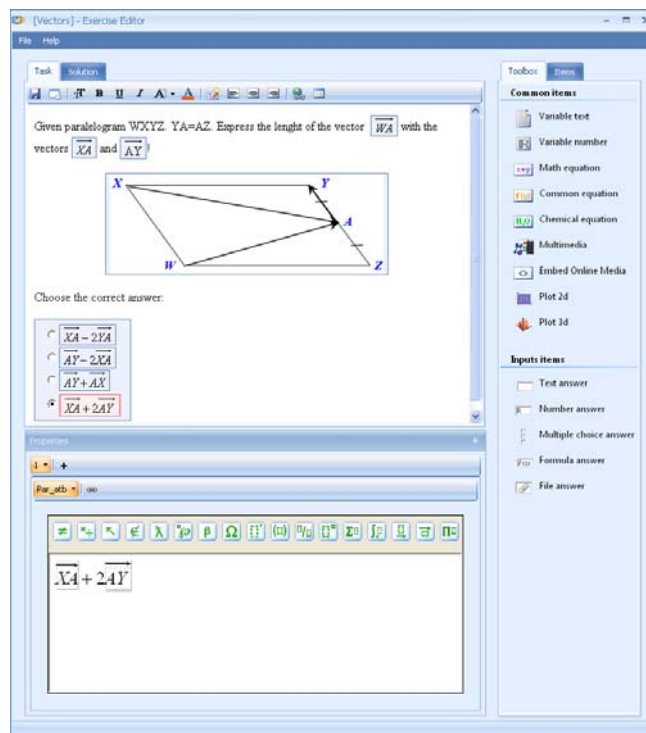 [Vectors] - Exercise Editor
File Help
Task Solution
Given paralelogram WXYZ. YA=AZ. Express the lenght of the vector WA with the
vectors XA and AY!
X Y
A
W Z
Choose the correct answer:
XA - 2YA
AY - 2XA
AY + AX
XA + 2AY
Properties
1
Par_atb
XA + 2AY
Toolbox Items
Common items
Variable text
Variable number
Math equation
Common equation
Chemical equation
Multimedia
Embed Online Media
Plot 2d
Plot 3d
Inputs items
Text answer
Number answer
Multiple choice answer
Formula answer
File answer